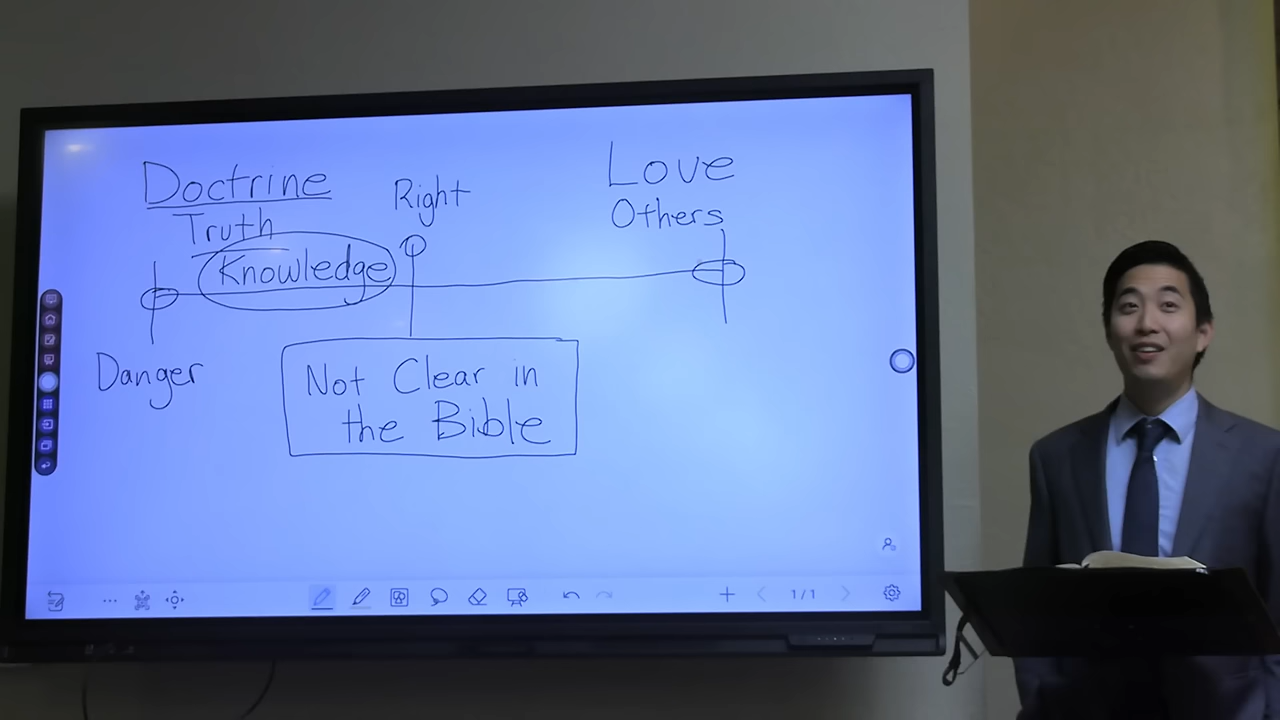 Doctrine
Truth
Knowledge
Right
Love
Others
Danger
Not Clear in
the Bible
1/1